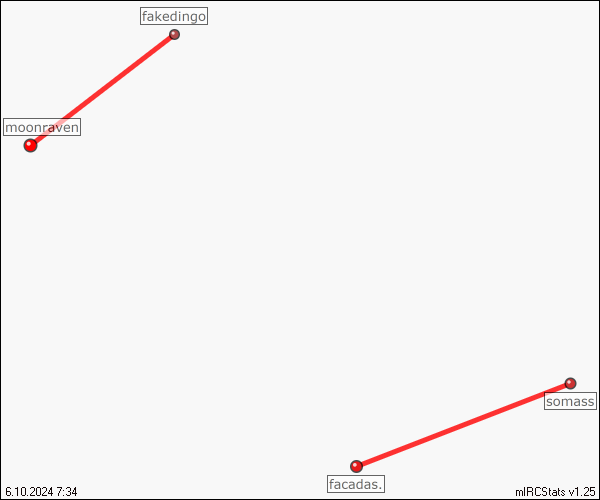 fakedingo
moonraven
somass
facadas.
6.10.2024 7:34
mIRCStats v1.25